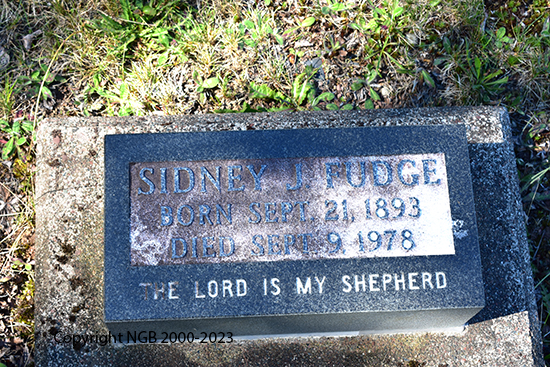 SIDNEY J. FUDGE
BORN SEPT. 21, 1893
DIED SEPT. 9, 1978
THE LORD IS MY SHEPHERD
Copyright NGB 2000-2023